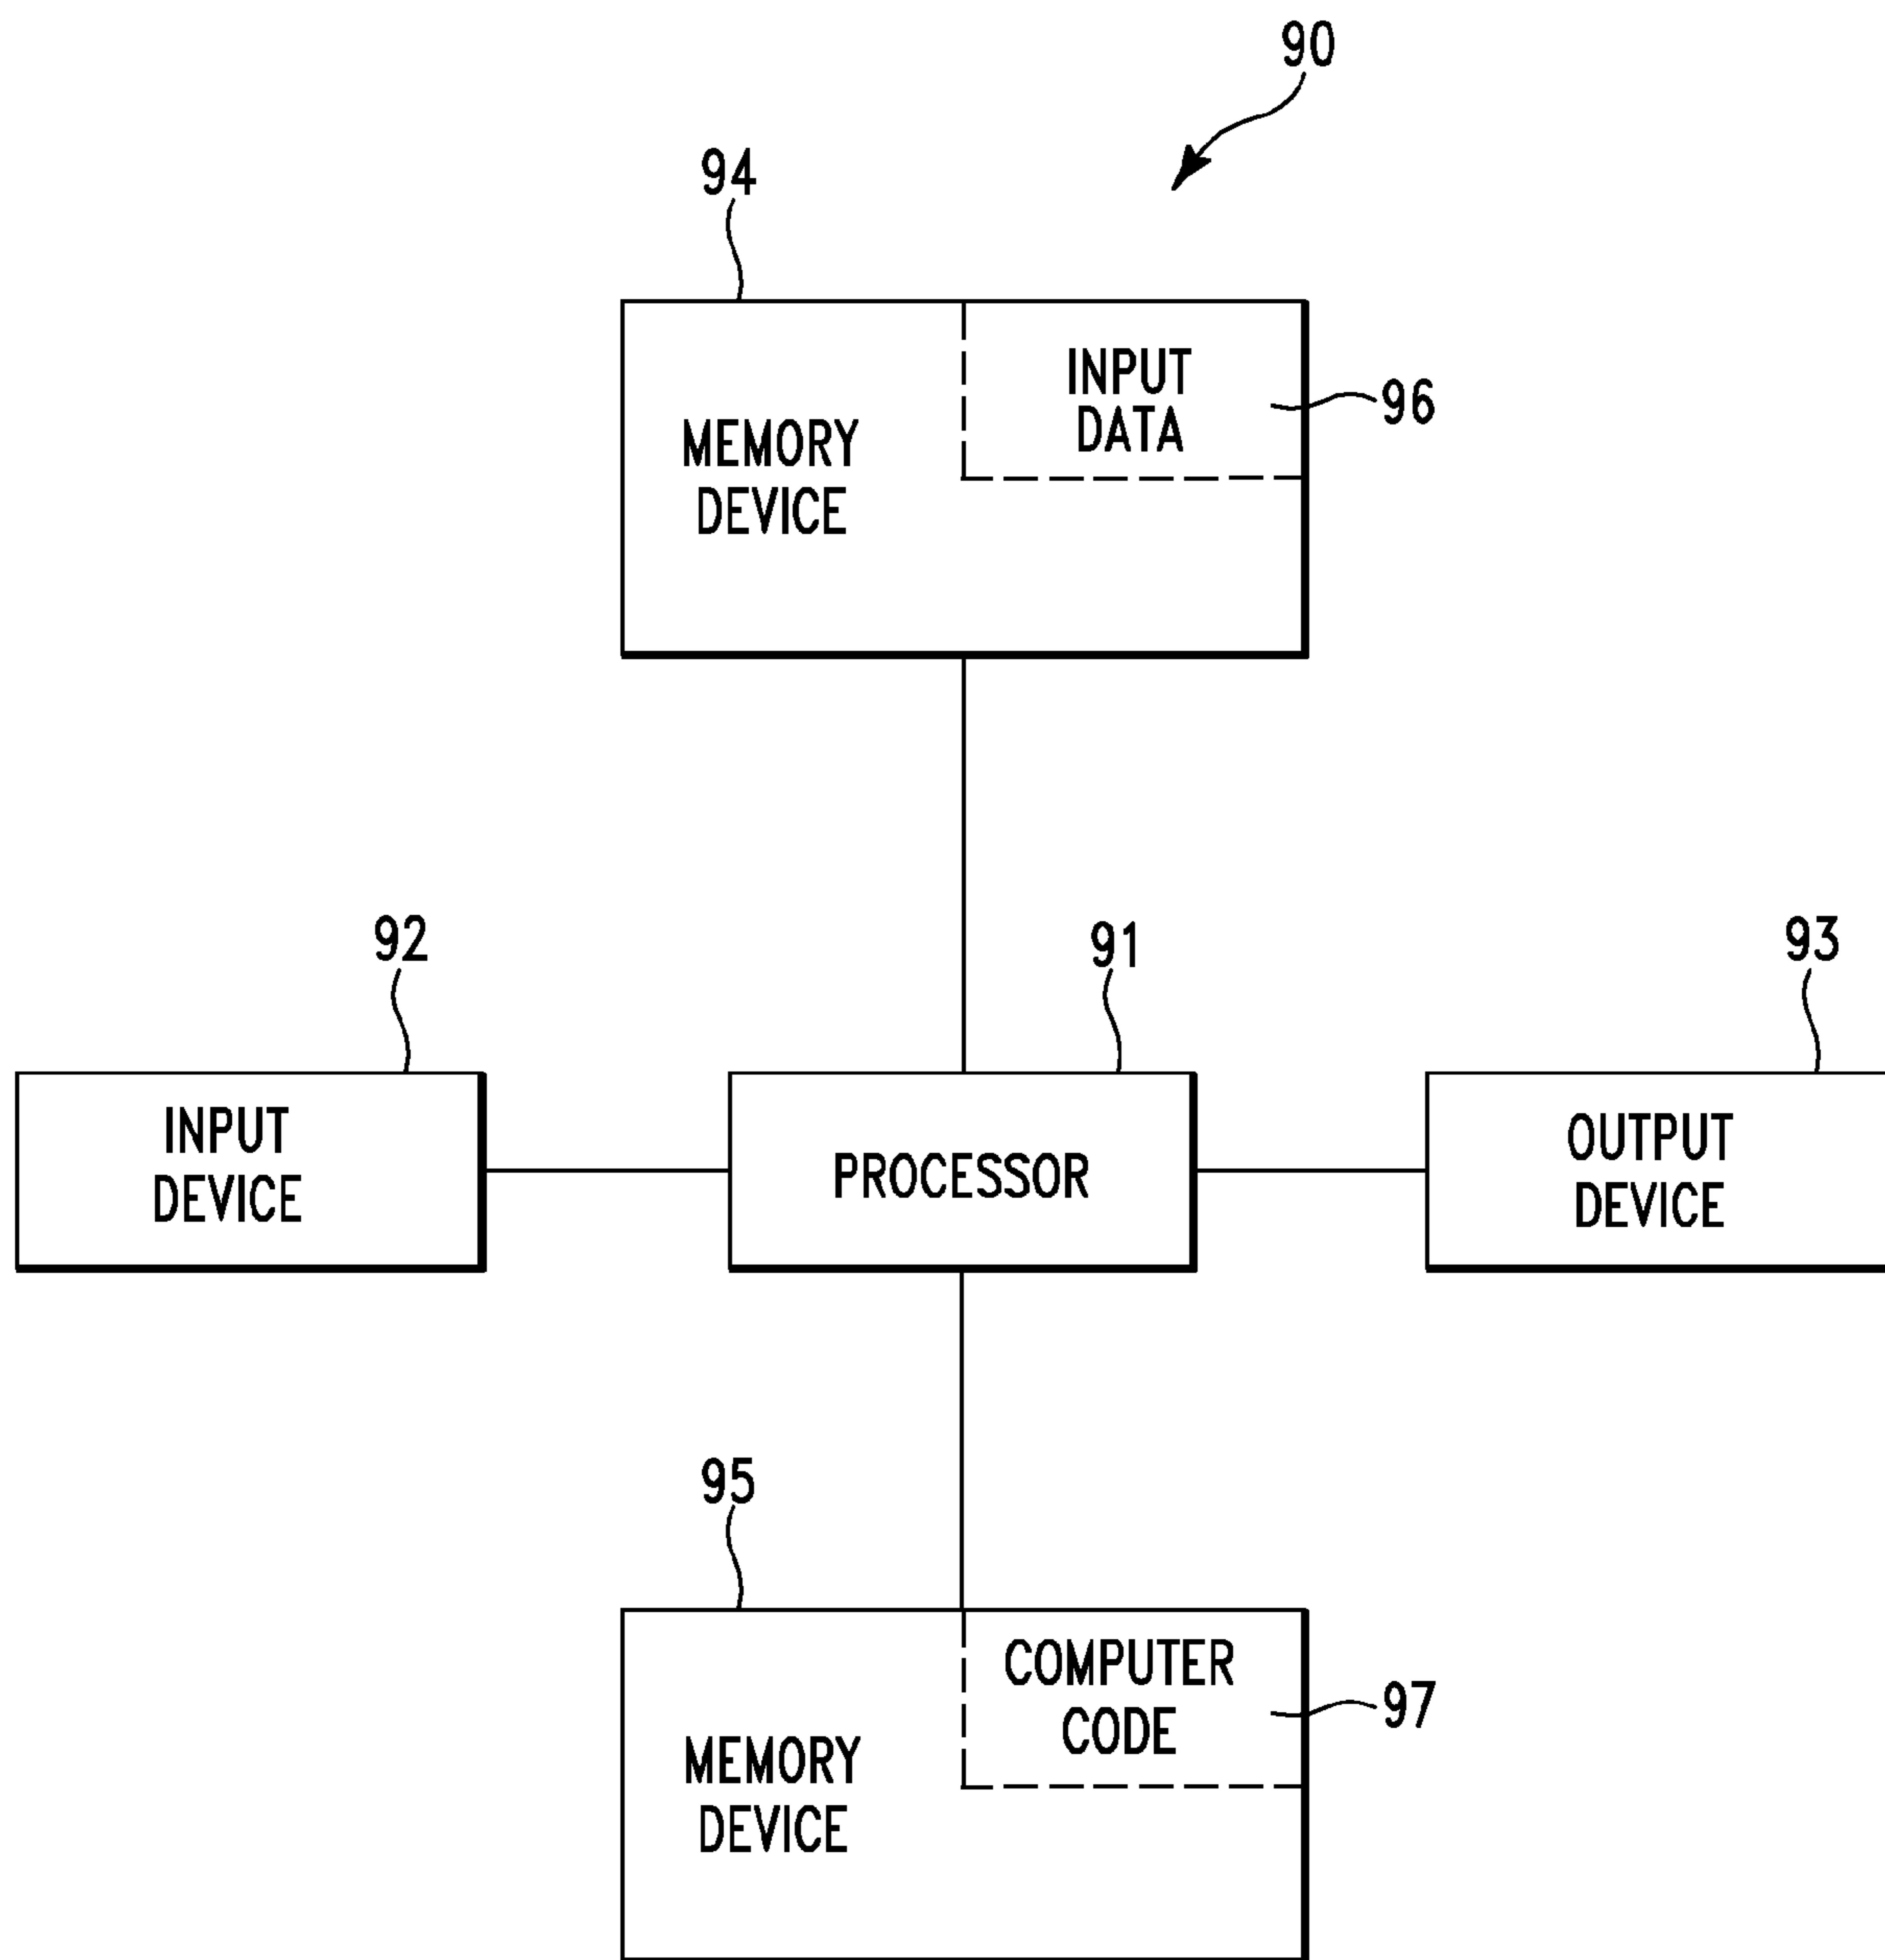 90
94
INPUT
DATA
96
MEMORY
DEVICE
92
91
93
INPUT
DEVICE
PROCESSOR
OUTPUT
DEVICE
95
COMPUTER
CODE
97
MEMORY
DEVICE